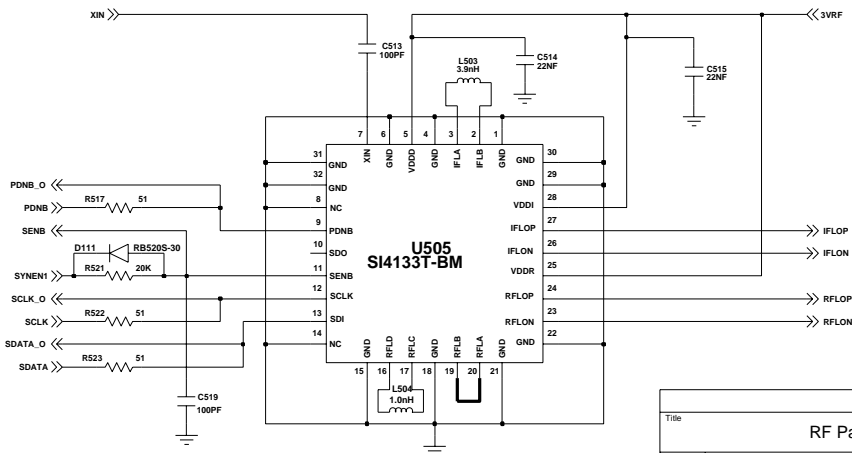 XIN
3VRF
C513
100PF
L503
3.9nH
C514
22NF
C515
22NF
7 6 5 4 3 2 1
XIN GND VDDD GND IFLA IFLB GND
31 GND
32 GND
8 NC
9 PDNB
10 SDO
11 SENB
12 SCLK
13 SDI
14 NC
U505
SI4133T-BM
GND 30
GND 29
VDDI 28
IFLOP 27
IFLON 26
VDDR 25
RFLOP 24
RFLON 23
GND 22
GND RFLD RFLC GND RFLB RFLA GND
15 16 17 18 19 20 21
PDNB_O
PDNB R517 51
SENB
D111 RB520S-30
SYNEN1 R521 20K
SCLK_O
SCLK R522 51
SDATA_O
SDATA R523 51
C519
100PF
L504
1.0nH
IFLOP
IFLON
RFLOP
RFLON
Title
RF Pa